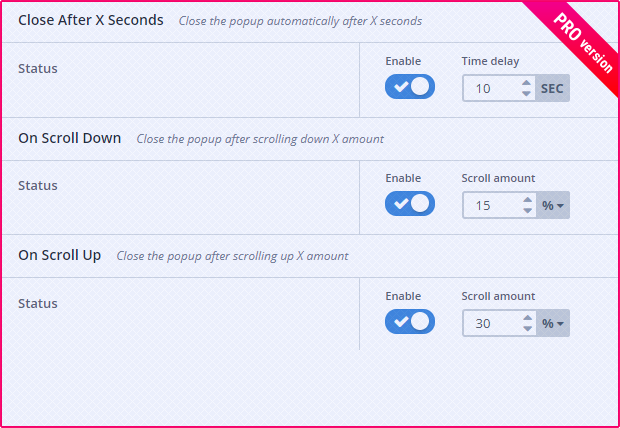 Close After X Seconds Close the popup automatically after X seconds
PRO version
Status
Enable
Time delay
10 SEC
On Scroll Down Close the popup after scrolling down X amount
Status
Enable
Scroll amount
15 %
On Scroll Up Close the popup after scrolling up X amount
Status
Enable
Scroll amount
30 %